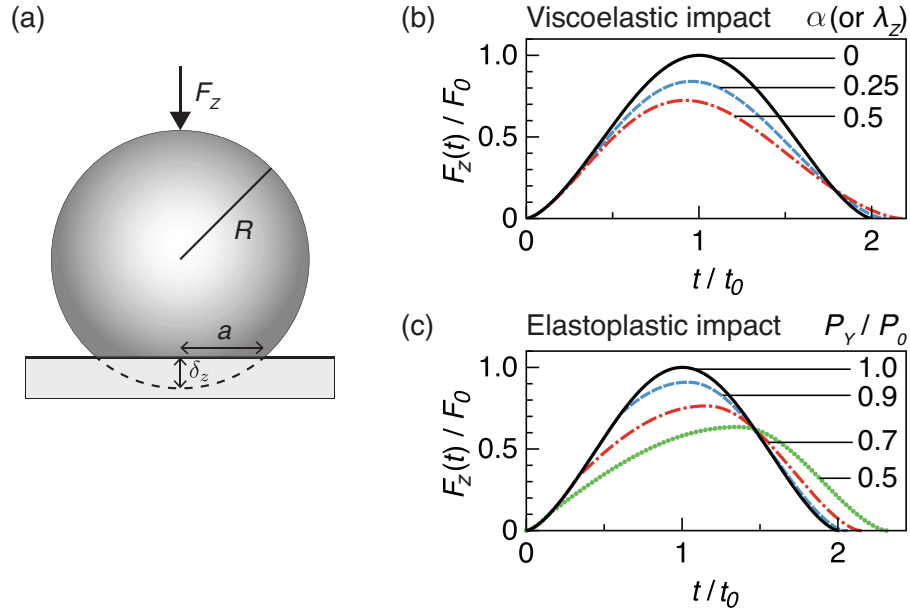 (a)
F_z
R
a
δ_z
(b) Viscoelastic impact α (or λ_z)
F_z(t) / F_0
1.0
0.5
0
0
0.25
0.5
0 1 2
t / t_0
(c) Elastoplastic impact P_Y / P_0
F_z(t) / F_0
1.0
0.5
0
1.0
0.9
0.7
0.5
0 1 2
t / t_0